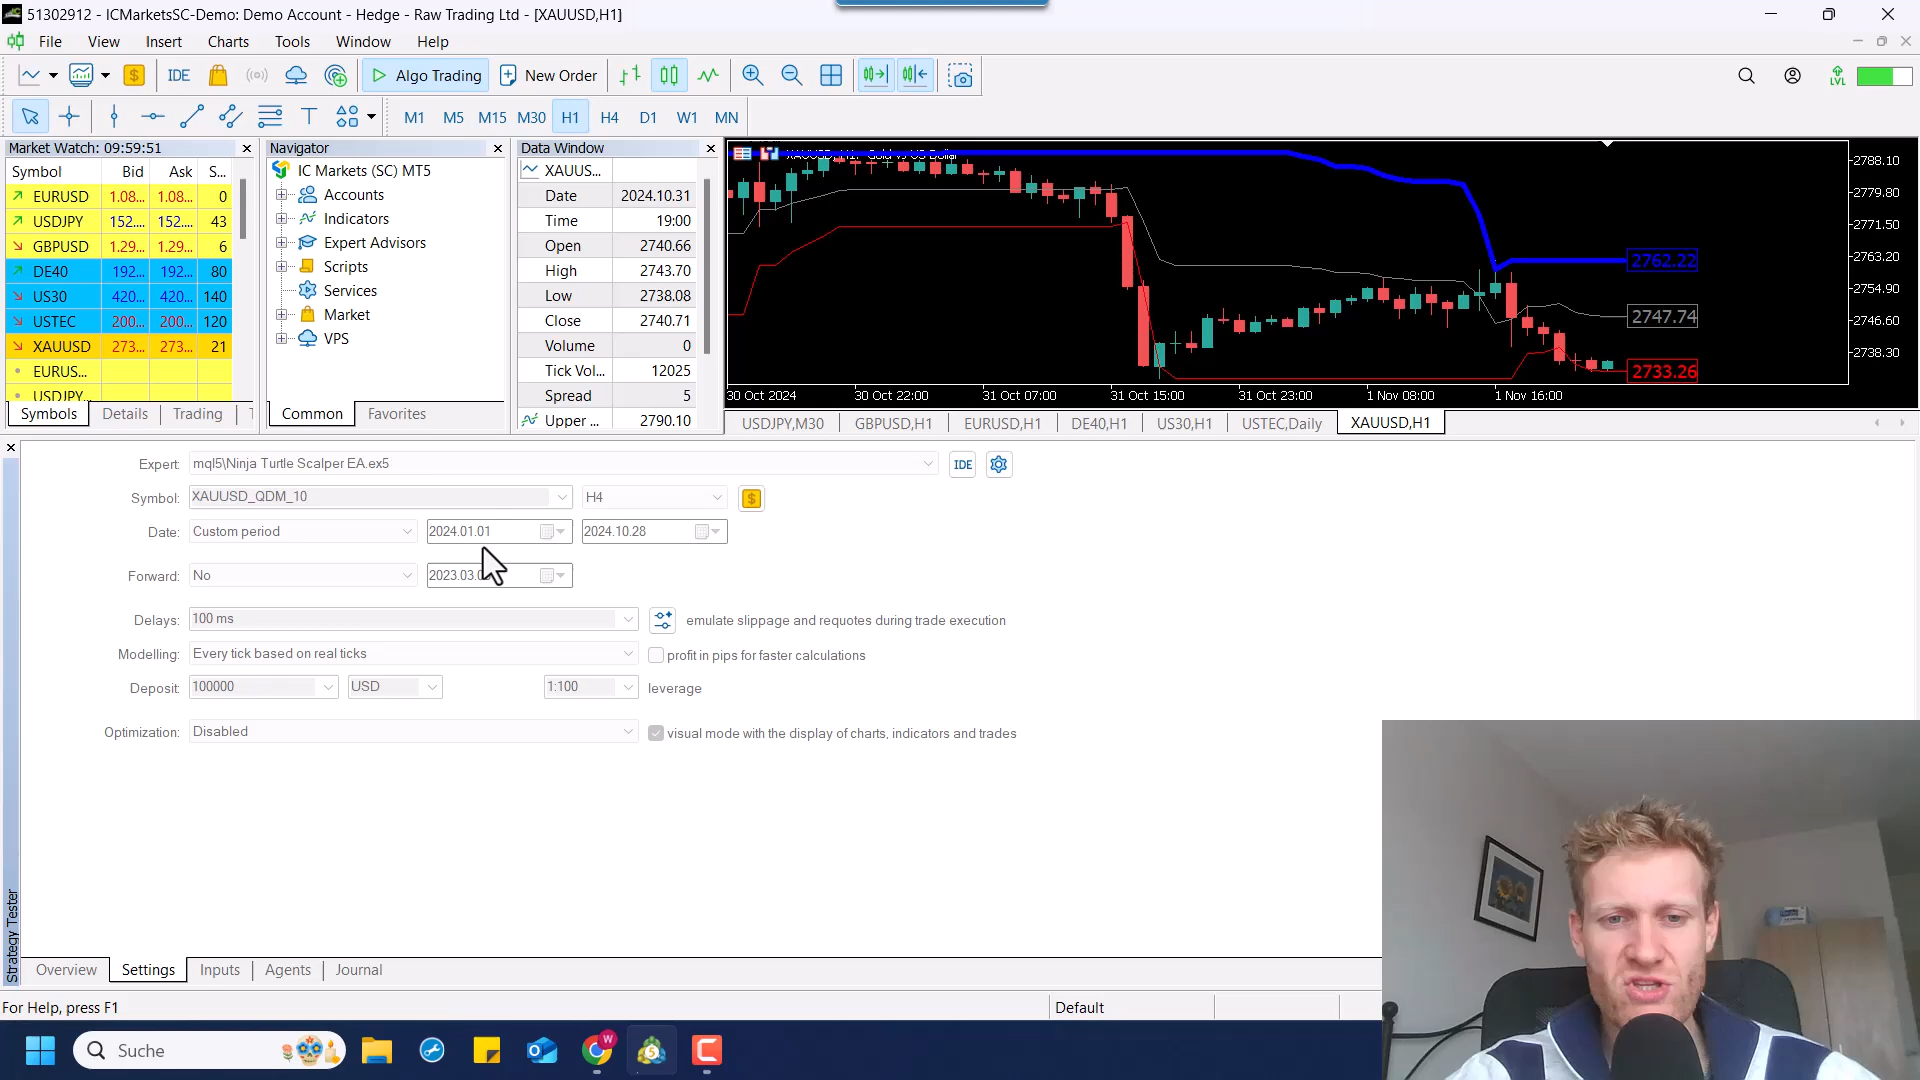 51302912 - ICMarketsSC-Demo: Demo Account - Hedge - Raw Trading Ltd - [XAUUSD,H1]
File View Insert Charts Tools Window Help
IDE Algo Trading New Order LVL
M1 M5 M15 M30 H1 H4 D1 W1 MN
Market Watch: 09:59:51
Symbol Bid Ask S...
EURUSD 1.08... 1.08... 0
USDJPY 152.... 152.... 43
GBPUSD 1.29... 1.29... 6
DE40 192... 192... 80
US30 420... 420... 140
USTEC 200... 200... 120
XAUUSD 273... 273... 21
EURUS...
USDJPY...
Symbols Details Trading
Navigator
IC Markets (SC) MT5
Accounts
Indicators
Expert Advisors
Scripts
Services
Market
VPS
Common Favorites
Data Window
XAUUS...
Date 2024.10.31
Time 19:00
Open 2740.66
High 2743.70
Low 2738.08
Close 2740.71
Volume 0
Tick Vol... 12025
Spread 5
Upper ... 2790.10
XAUUSD, H1: Gold vs US Dollar
2788.10
2779.80
2771.50
2763.20
2754.90
2746.60
2738.30
2762.22
2747.74
2733.26
30 Oct 2024 30 Oct 22:00 31 Oct 07:00 31 Oct 15:00 31 Oct 23:00 1 Nov 08:00 1 Nov 16:00
USDJPY,M30 GBPUSD,H1 EURUSD,H1 DE40,H1 US30,H1 USTEC,Daily XAUUSD,H1
Expert: mql5\Ninja Turtle Scalper EA.ex5 IDE
Symbol: XAUUSD_QDM_10 H4
Date: Custom period 2024.01.01 2024.10.28
Forward: No 2023.03.0
Delays: 100 ms emulate slippage and requotes during trade execution
Modelling: Every tick based on real ticks profit in pips for faster calculations
Deposit: 100000 USD 1:100 leverage
Optimization: Disabled visual mode with the display of charts, indicators and trades
Strategy Tester
Overview Settings Inputs Agents Journal
For Help, press F1 Default
Suche
W